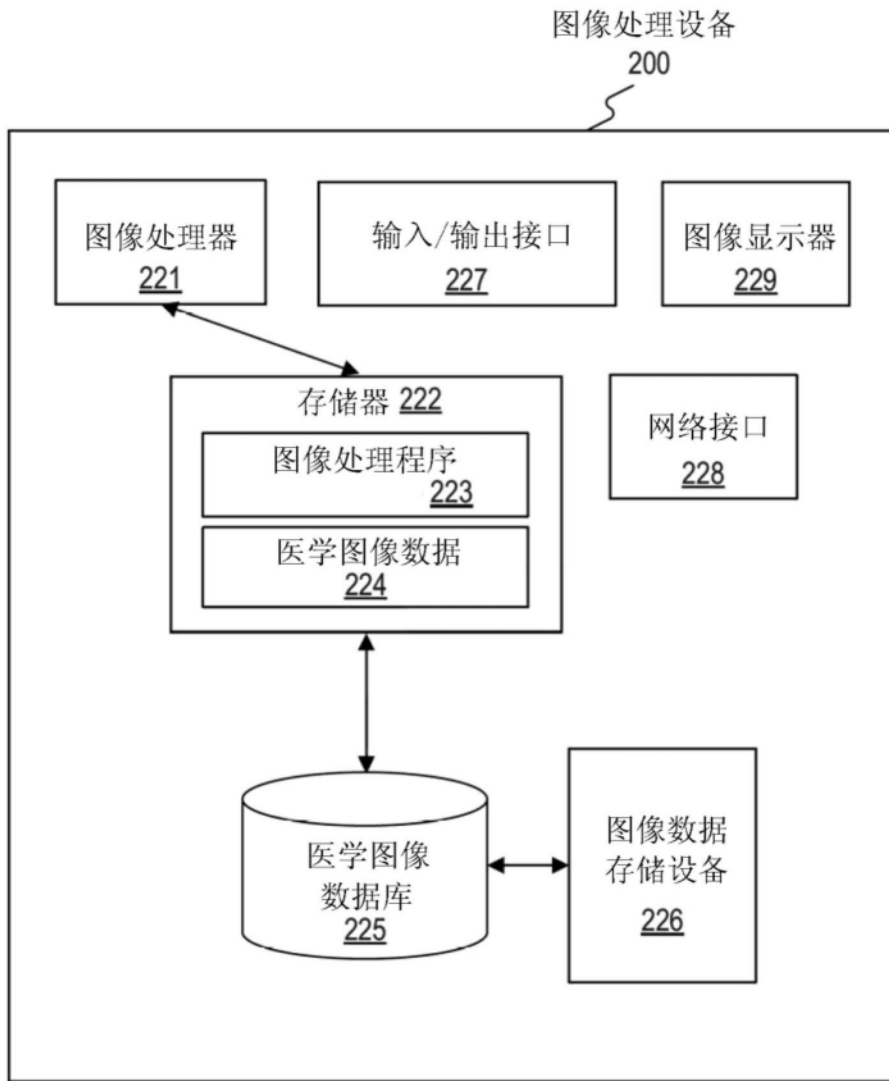 图像处理设备
200
图像处理器
221
输入/输出接口
227
图像显示器
229
存储器 222
图像处理程序
223
医学图像数据
224
网络接口
228
医学图像
数据库
225
图像数据
存储设备
226